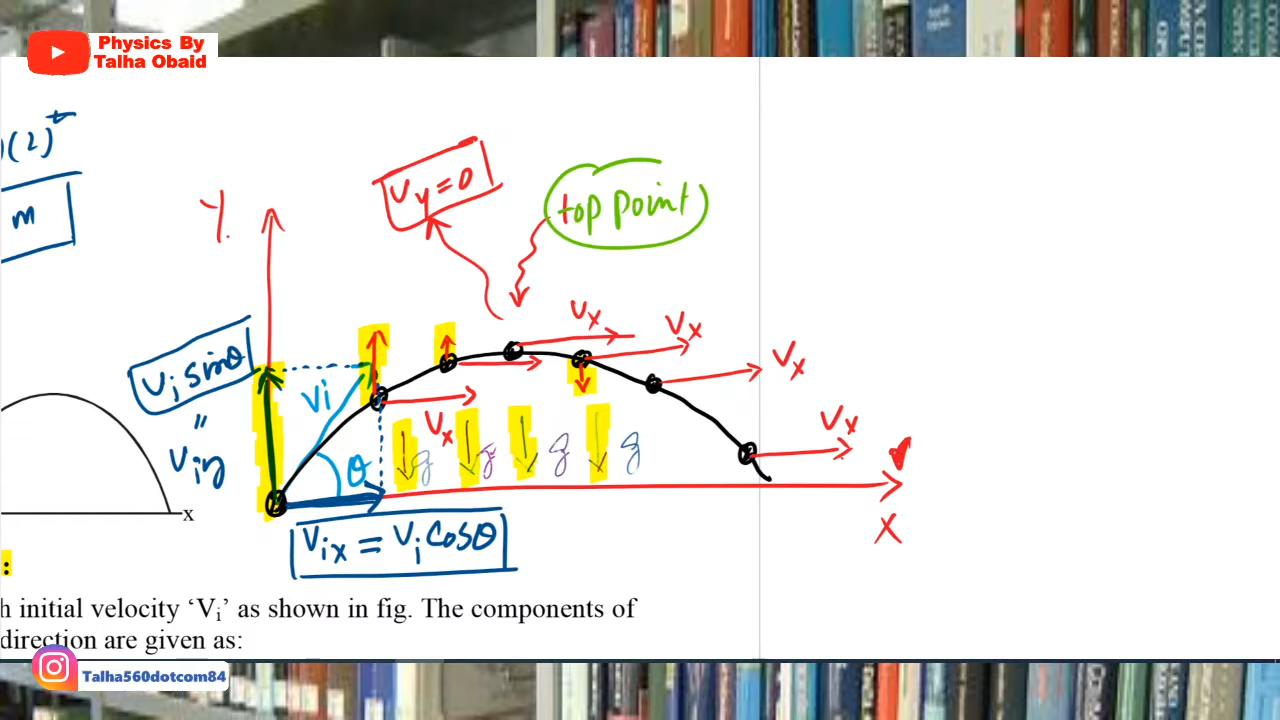 Physics By
Talha Obaid
)(2)
m
Y
Vy=0
top point
Vi sinθ
"
Viy
Vi
θ
Vx
Vx
Vx
Vx
Vx
g
g
g
g
x
X
Vix = Vi Cosθ
:
h initial velocity ‘Vi’ as shown in fig. The components of
direction are given as:
Talha560dotcom84